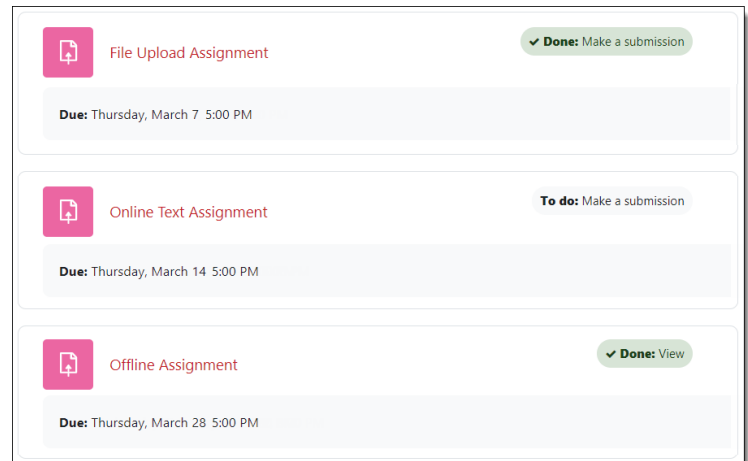 File Upload Assignment
✔ Done: Make a submission
Due: Thursday, March 7 5:00 PM
Online Text Assignment
To do: Make a submission
Due: Thursday, March 14 5:00 PM
Offline Assignment
✔ Done: View
Due: Thursday, March 28 5:00 PM